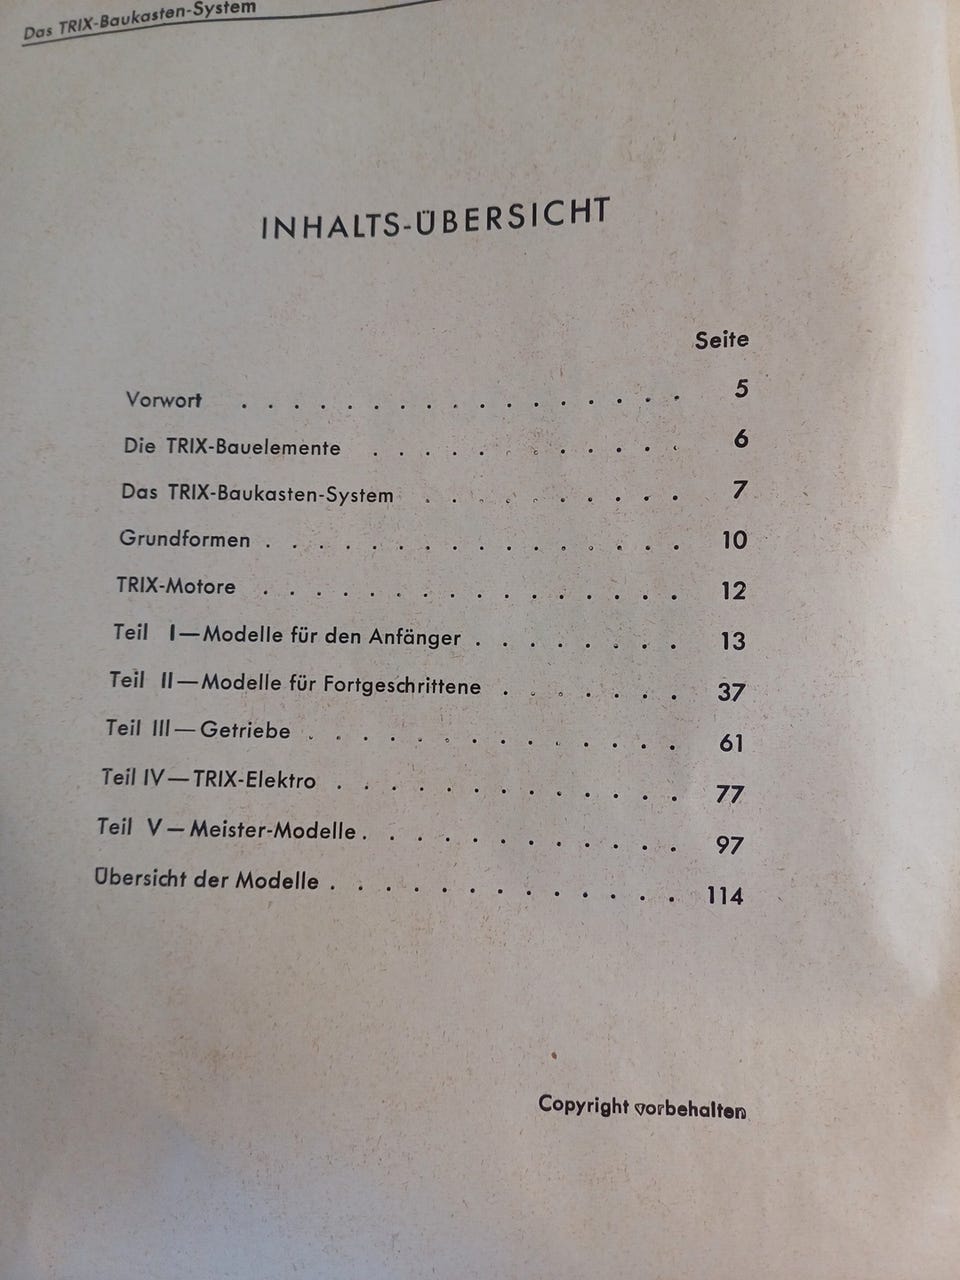 Das TRIX-Baukasten-System
INHALTS-ÜBERSICHT
Seite
Vorwort . . . . . . . . . . . . . . . . . 5
Die TRIX-Bauelemente . . . . . . . . . . . . 6
Das TRIX-Baukasten-System . . . . . . . . . . 7
Grundformen . . . . . . . . . . . . . . . . 10
TRIX-Motore . . . . . . . . . . . . . . . . 12
Teil I—Modelle für den Anfänger . . . . . . . . 13
Teil II—Modelle für Fortgeschrittene . . . . . . . 37
Teil III—Getriebe . . . . . . . . . . . . . . 61
Teil IV—TRIX-Elektro . . . . . . . . . . . . . 77
Teil V—Meister-Modelle . . . . . . . . . . . . 97
Übersicht der Modelle . . . . . . . . . . . . . 114
Copyright vorbehalten